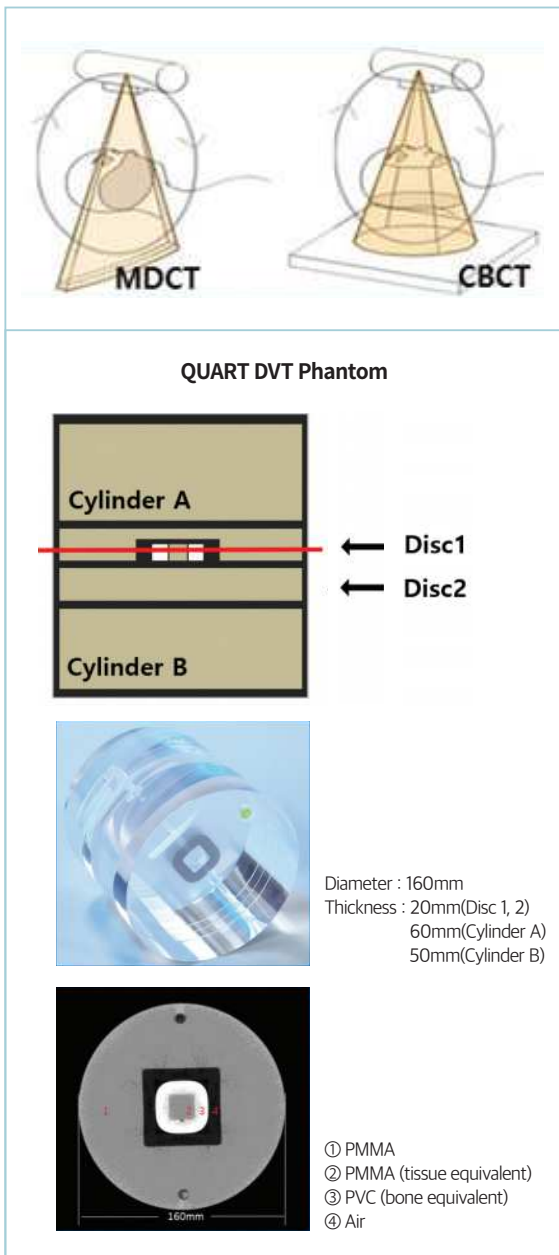 MDCT
CBCT
QUART DVT Phantom
Cylinder A
Disc1
Disc2
Cylinder B
Diameter : 160mm
Thickness : 20mm(Disc 1, 2)
60mm(Cylinder A)
50mm(Cylinder B)
1 2 3 4
160mm
① PMMA
② PMMA (tissue equivalent)
③ PVC (bone equivalent)
④ Air